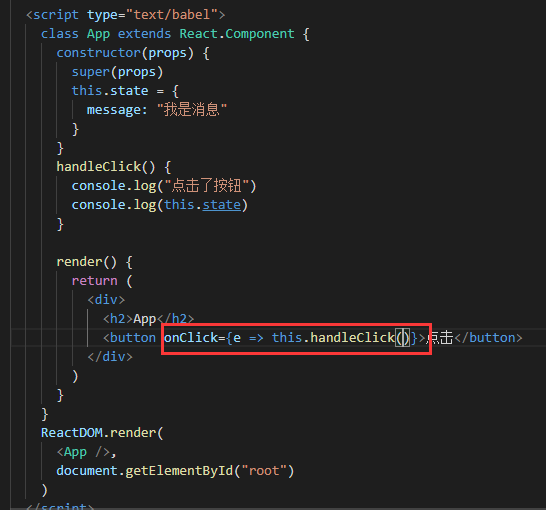 <script type="text/babel">
class App extends React.Component {
constructor(props) {
super(props)
this.state = {
message: "我是消息"
}
}
handleClick() {
console.log("点击了按钮")
console.log(this.state)
}
render() {
return (
<div>
<h2>App</h2>
<button onClick={e => this.handleClick()}>点击</button>
</div>
)
}
}
ReactDOM.render(
<App />,
document.getElementById("root")
)
</script>